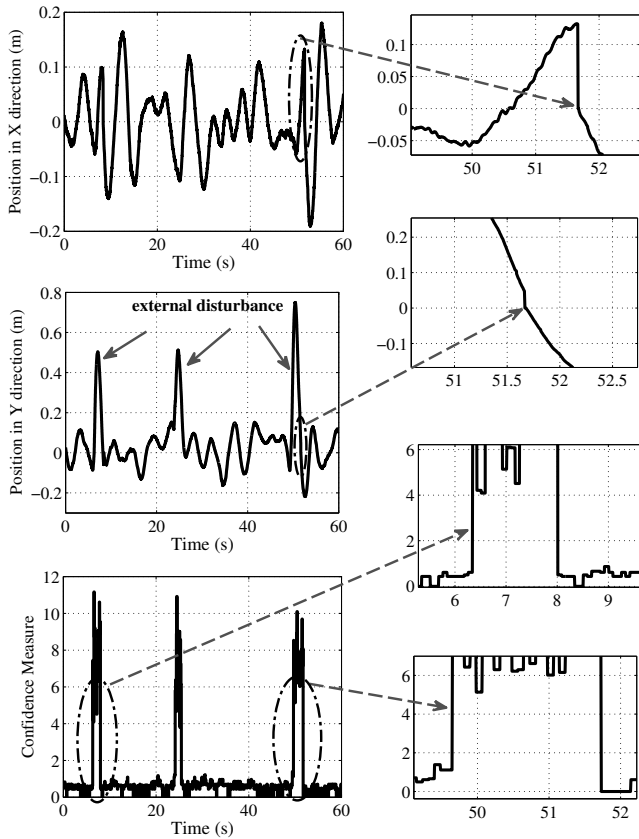 Position in X direction (m)
0.2
0.1
0
−0.1
−0.2
0 20 40 60
Time (s)
0.1
0.05
0
−0.05
50 51 52
Position in Y direction (m)
0.8
0.6
0.4
0.2
0
−0.2
external disturbance
0 20 40 60
Time (s)
0.2
0.1
0
−0.1
51 51.5 52 52.5
Confidence Measure
12
10
8
6
4
2
0
0 20 40 60
Time (s)
6
4
2
0
6 7 8 9
6
4
2
0
50 51 52